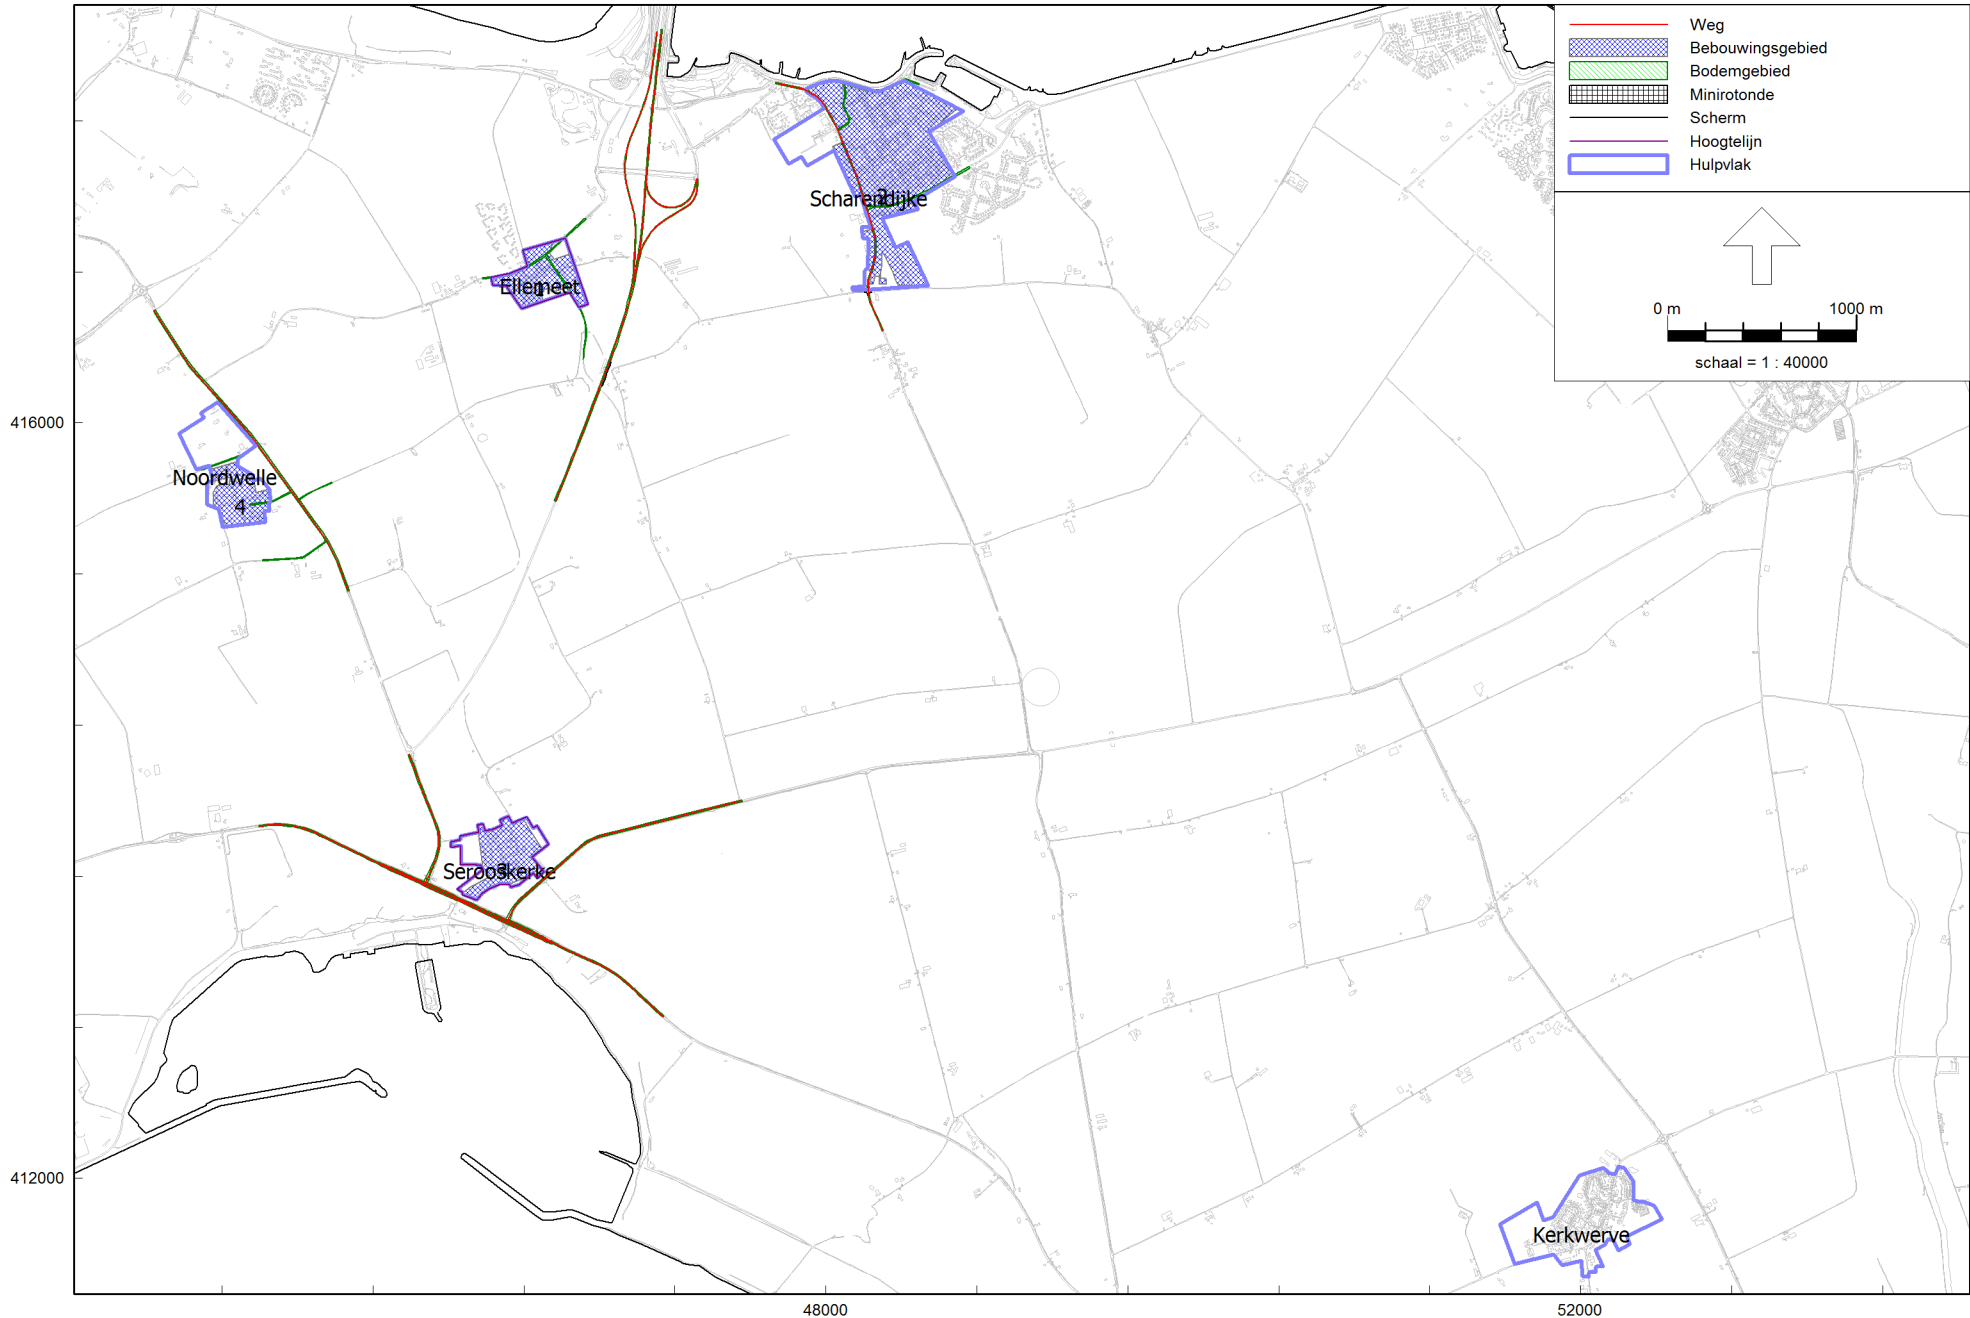 Weg
Bebouwingsgebied
Bodemgebied
Minirotonde
Scherm
Hoogtelijn
Hulpvlak
0 m 1000 m
schaal = 1 : 40000
Scharendijke
Ellemeet
416000
Noordwelle
4
Serooskerke
412000
Kerkwerve
48000 52000